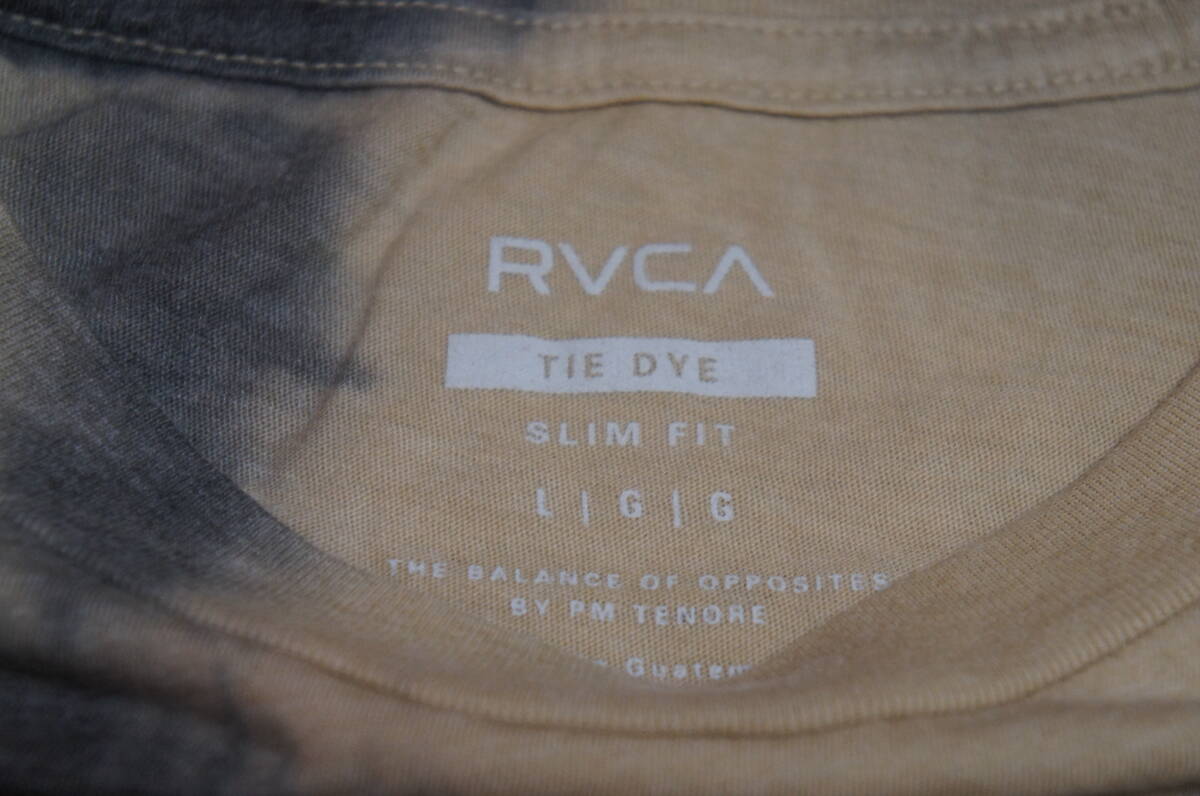 RVCA
TIE DYE
SLIM FIT
L | G | G
THE BALANCE OF OPPOSITES
BY PM TENORE